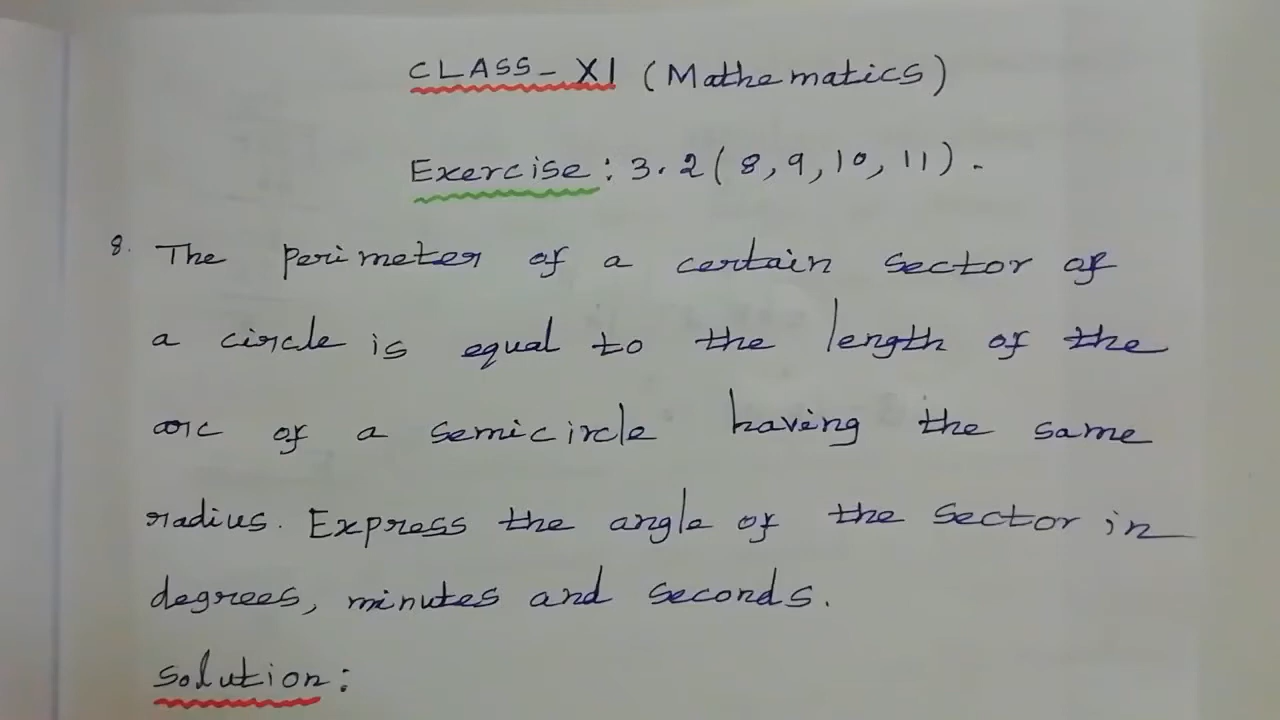 CLASS - XI (Mathematics)
Exercise: 3.2 (8, 9, 10, 11).
8. The perimeter of a certain sector of
a circle is equal to the length of the
arc of a semicircle having the same
radius. Express the angle of the sector in
degrees, minutes and seconds.
Solution: